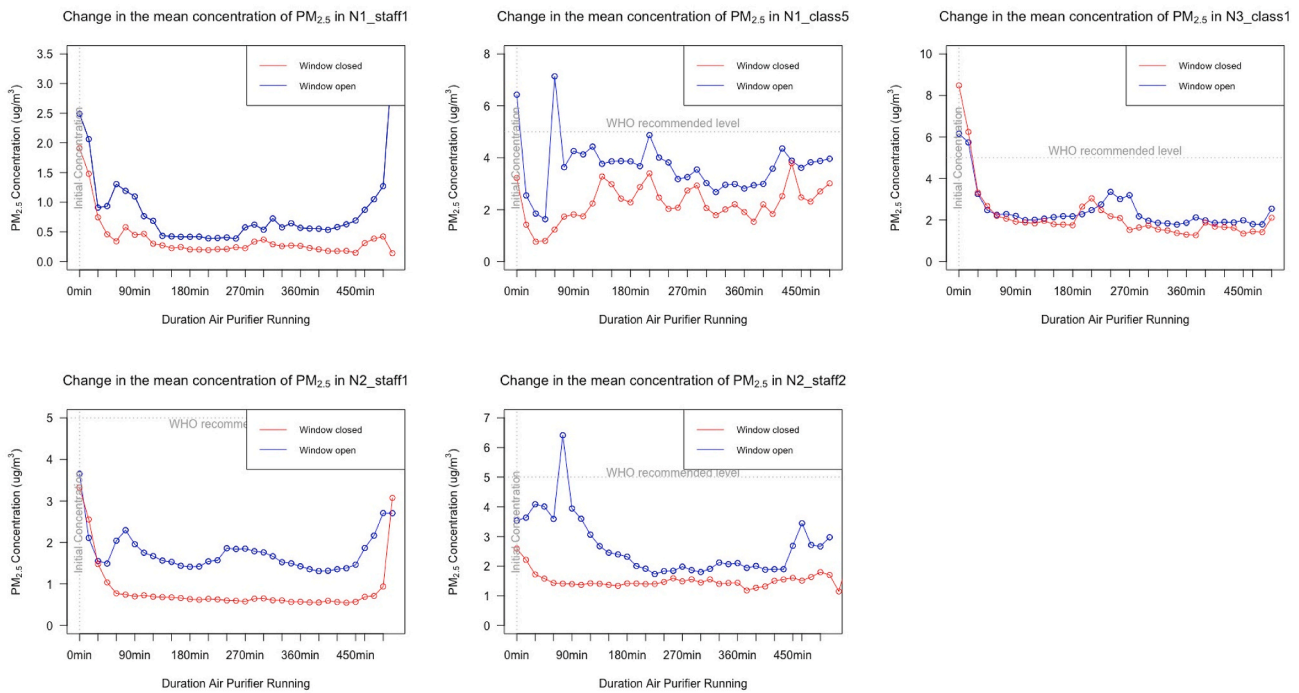 Change in the mean concentration of PM2.5 in N1_staff1
PM2.5 Concentration (ug/m3)
3.5
3.0
2.5
2.0
1.5
1.0
0.5
0.0
Initial Concentration
Window closed
Window open
0min 90min 180min 270min 360min 450min
Duration Air Purifier Running
Change in the mean concentration of PM2.5 in N1_class5
PM2.5 Concentration (ug/m3)
8
6
4
2
0
Initial Concentration
Window closed
Window open
WHO recommended level
0min 90min 180min 270min 360min 450min
Duration Air Purifier Running
Change in the mean concentration of PM2.5 in N3_class1
PM2.5 Concentration (ug/m3)
10
8
6
4
2
0
Initial Concentration
Window closed
Window open
WHO recommended level
0min 90min 180min 270min 360min 450min
Duration Air Purifier Running
Change in the mean concentration of PM2.5 in N2_staff1
PM2.5 Concentration (ug/m3)
5
4
3
2
1
0
Initial Concentration
WHO recomme
Window closed
Window open
0min 90min 180min 270min 360min 450min
Duration Air Purifier Running
Change in the mean concentration of PM2.5 in N2_staff2
PM2.5 Concentration (ug/m3)
7
6
5
4
3
2
1
0
Initial Concentration
Window closed
Window open
WHO recommended level
0min 90min 180min 270min 360min 450min
Duration Air Purifier Running